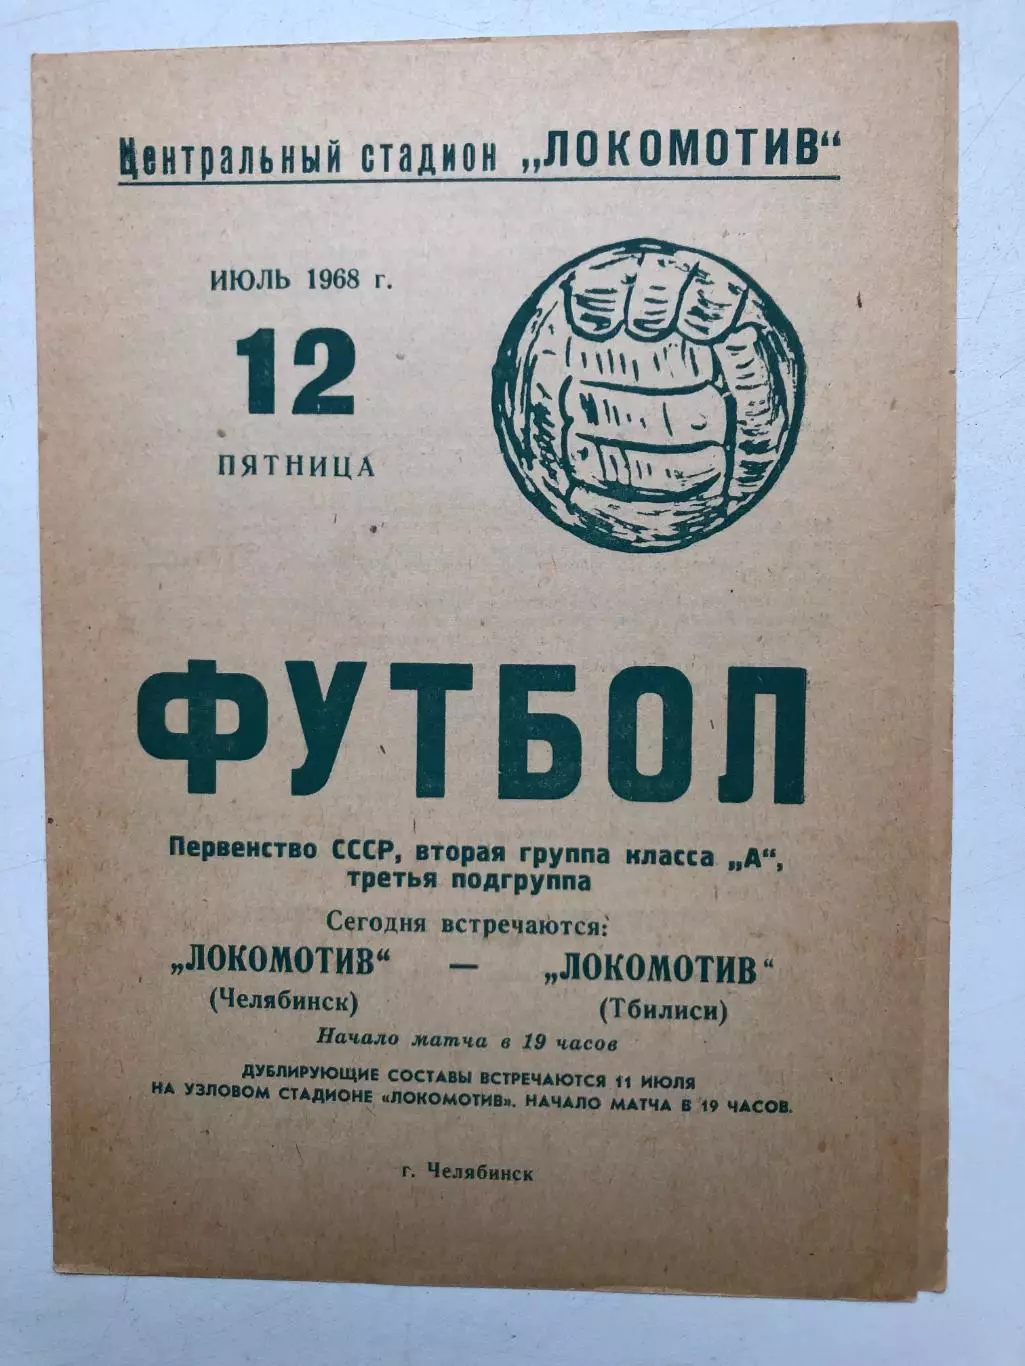 Центральный стадион „ЛОКОМОТИВ“
ИЮЛЬ 1968 г.
12
ПЯТНИЦА
ФУТБОЛ
Первенство СССР, вторая группа класса „А“,
третья подгруппа
Сегодня встречаются:
„ЛОКОМОТИВ“ — „ЛОКОМОТИВ“
(Челябинск) (Тбилиси)
Начало матча в 19 часов
ДУБЛИРУЮЩИЕ СОСТАВЫ ВСТРЕЧАЮТСЯ 11 ИЮЛЯ
НА УЗЛОВОМ СТАДИОНЕ «ЛОКОМОТИВ». НАЧАЛО МАТЧА В 19 ЧАСОВ.
г. Челябинск